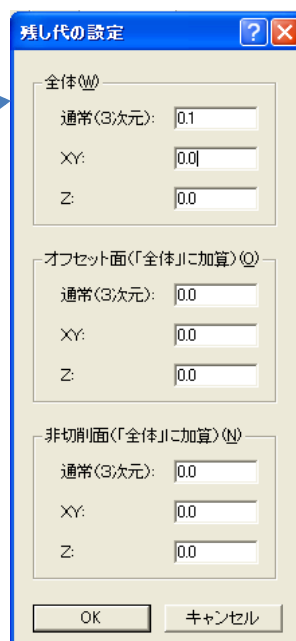 残し代の設定
全体(W)
通常(3次元): 0.1
XY: 0.0
Z: 0.0
オフセット面(「全体」に加算)(O)
通常(3次元): 0.0
XY: 0.0
Z: 0.0
非切削面(「全体」に加算)(N)
通常(3次元): 0.0
XY: 0.0
Z: 0.0
OK キャンセル